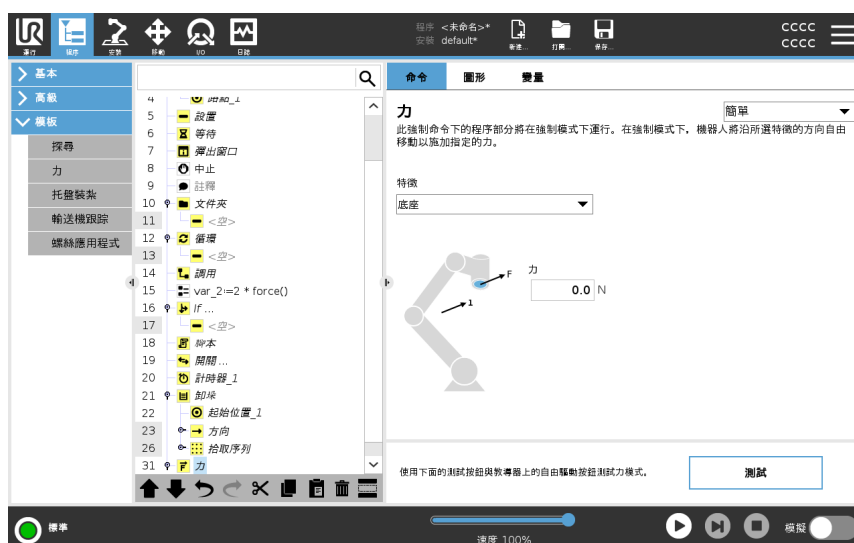 UR
運行
程序
安裝
移動
I/O
日誌
程序 <未命名>*
安裝 default*
新建...
打開...
保存...
CCCC
CCCC
基本
高級
模板
探尋
力
托盤裝紮
輸送機跟踪
螺絲應用程式
4 路點_1
5 設置
6 等待
7 彈出窗口
8 中止
9 註釋
10 文件夾
11 <空>
12 循環
13 <空>
14 調用
15 var_2:=2 * force()
16 If ...
17 <空>
18 腳本
19 開關 ...
20 計時器_1
21 卸垛
22 起始位置_1
23 方向
26 拾取序列
31 力
命令 圖形 變量
力
簡單
此強制命令下的程序部分將在強制模式下運行。在強制模式下，機器人將沿所選特徵的方向自由
移動以施加指定的力。
特徵
底座
F
1
力
0.0 N
使用下面的測試按鈕與教導器上的自由驅動按鈕測試力模式。
測試
標準
速度 100%
模擬